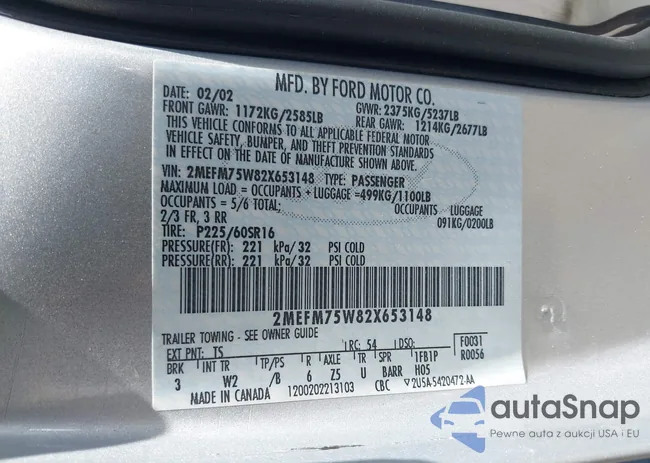 MFD. BY FORD MOTOR CO.
DATE: 02/02 GVWR: 2375KG/5237LB
FRONT GAWR: 1172KG/2585LB REAR GAWR: 1214KG/2677LB
THIS VEHICLE CONFORMS TO ALL APPLICABLE FEDERAL MOTOR
VEHICLE SAFETY, BUMPER, AND THEFT PREVENTION STANDARDS
IN EFFECT ON THE DATE OF MANUFACTURE SHOWN ABOVE.
VIN: 2MEFM75W82X653148 TYPE: PASSENGER
MAXIMUM LOAD = OCCUPANTS + LUGGAGE =499KG/1100LB
OCCUPANTS = 5/6 TOTAL; OCCUPANTS LUGGAGE
2/3 FR, 3 RR 091KG/0200LB
TIRE: P225/60SR16
PRESSURE(FR): 221 kPa/32 PSI COLD
PRESSURE(RR): 221 kPa/32 PSI COLD
2MEFM75W82X653148
TRAILER TOWING - SEE OWNER GUIDE
EXT PNT: TS RC: 54 DSO: F0031
BRK INT TR TP/PS R AXLE TR SPR 1FB1P R0056
3 W2 /B 6 Z5 U BARR H05
MADE IN CANADA 1200202213103 CBC 2U5A-5420472-AA
autaSnap
Pewne auta z aukcji USA i EU